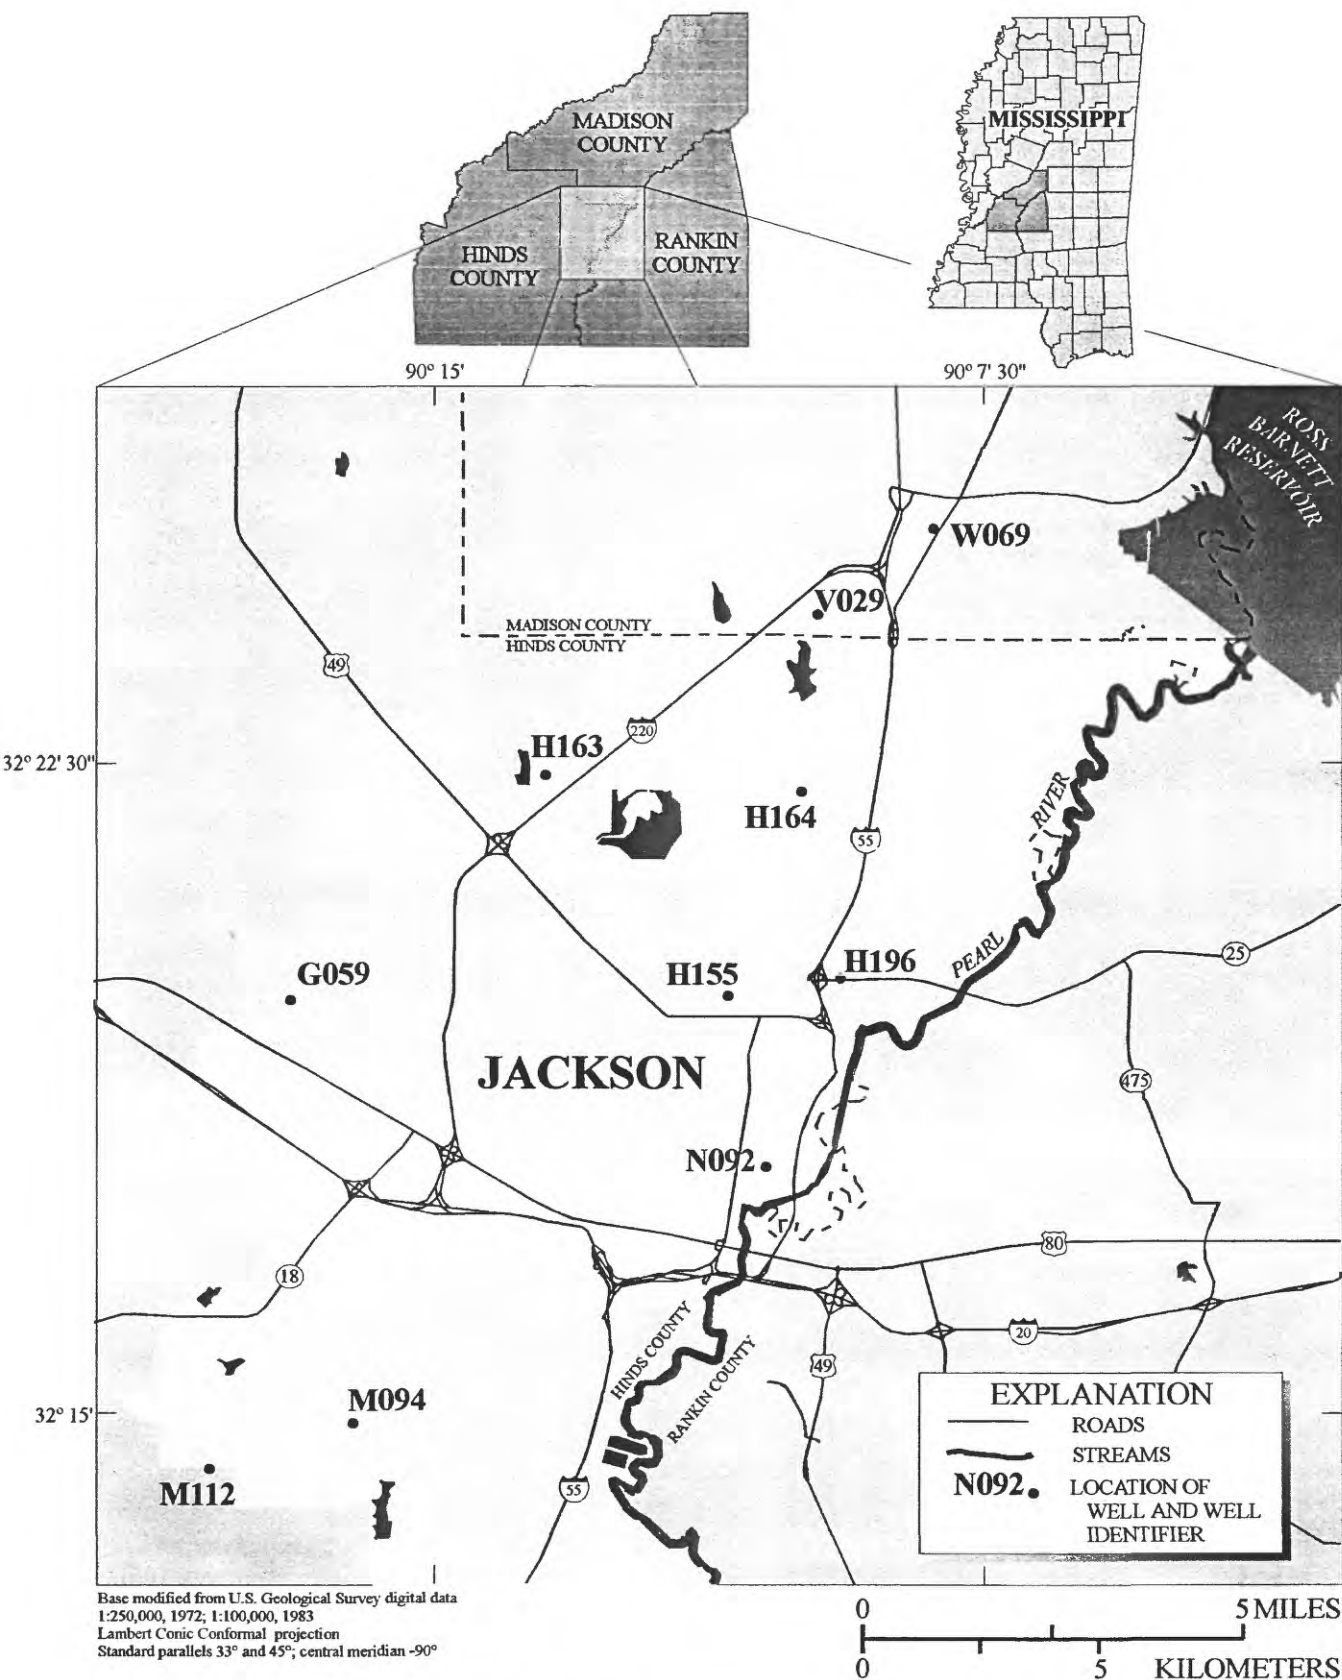 MADISON
COUNTY
HINDS
COUNTY
RANKIN
COUNTY
MISSISSIPPI
90° 15'
90° 7' 30"
ROSS
BARNETT
RESERVOIR
W069
V029
MADISON COUNTY
HINDS COUNTY
49
220
32° 22' 30"
H163
H164
55
RIVER
PEARL
25
G059
H155
H196
JACKSON
475
N092
80
18
20
HINDS COUNTY
RANKIN COUNTY
49
32° 15'
M094
M112
55
EXPLANATION
ROADS
STREAMS
N092 LOCATION OF
WELL AND WELL
IDENTIFIER
Base modified from U.S. Geological Survey digital data
1:250,000, 1972; 1:100,000, 1983
Lambert Conic Conformal projection
Standard parallels 33° and 45°; central meridian -90°
0 5 MILES
0 5 KILOMETERS